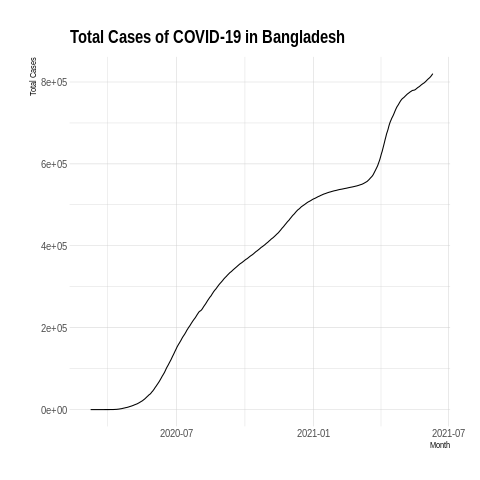 Total Cases of COVID-19 in Bangladesh
Total Cases
8e+05
6e+05
4e+05
2e+05
0e+00
2020-07
2021-01
2021-07
Month